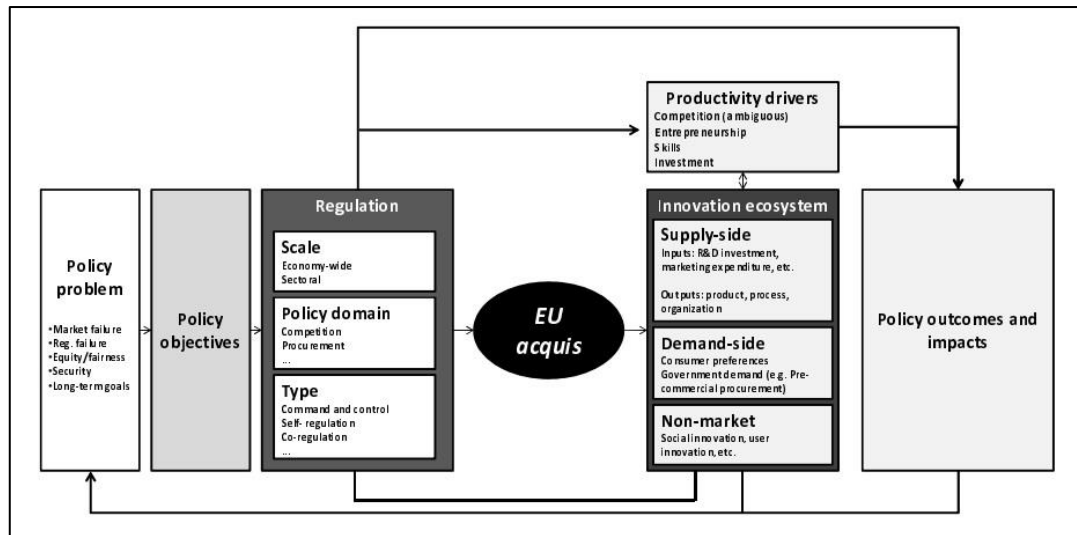 Policy
problem
•Market failure
•Reg. failure
•Equity/fairness
•Security
•Long-term goals
Policy
objectives
Regulation
Scale
Economy-wide
Sectoral
Policy domain
Competition
Procurement
...
Type
Command and control
Self- regulation
Co-regulation
...
EU
acquis
Productivity drivers
Competition (ambiguous)
Entrepreneurship
Skills
Investment
Innovation ecosystem
Supply-side
Inputs: R&D investment,
marketing expenditure, etc.
Outputs: product, process,
organization
Demand-side
Consumer preferences
Government demand (e.g. Pre-
commercial procurement)
Non-market
Social innovation, user
innovation, etc.
Policy outcomes and
impacts